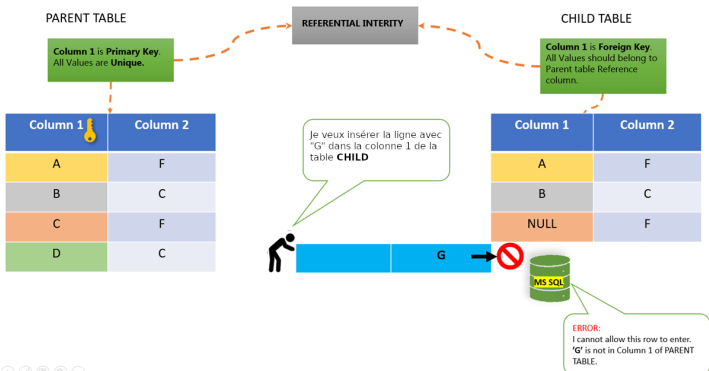 PARENT TABLE
REFERENTIAL INTERITY
CHILD TABLE
Column 1 is Primary Key.
All Values are Unique.
Column 1 is Foreign Key.
All Values should belong to
Parent table Reference
column.
Column 1 Column 2
A F
B C
C F
D C
Je veux insérer la ligne avec
"G" dans la colonne 1 de la
table CHILD
G
Column 1 Column 2
A F
B C
NULL F
MS SQL
ERROR:
I cannot allow this row to enter.
'G' is not in Column 1 of PARENT
TABLE.